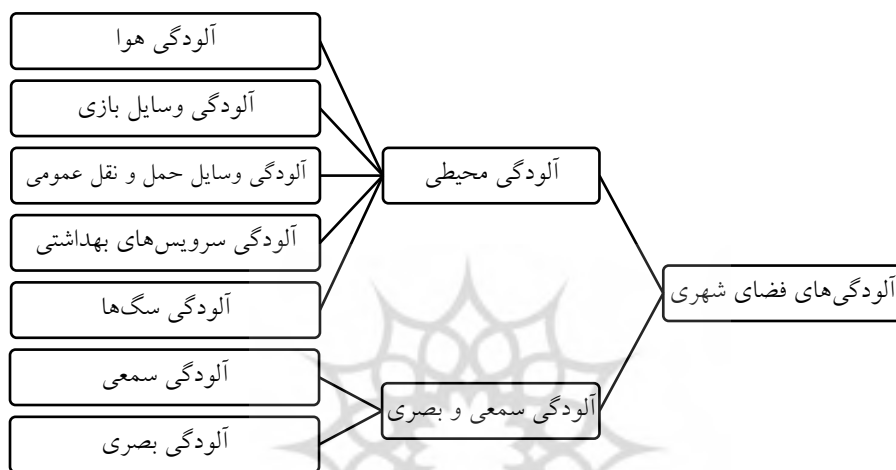 آلودگی‌های فضای شهری
آلودگی محیطی
آلودگی هوا
آلودگی وسایل بازی
آلودگی وسایل حمل و نقل عمومی
آلودگی سرویس‌های بهداشتی
آلودگی سگ‌ها
آلودگی سمعی و بصری
آلودگی سمعی
آلودگی بصری